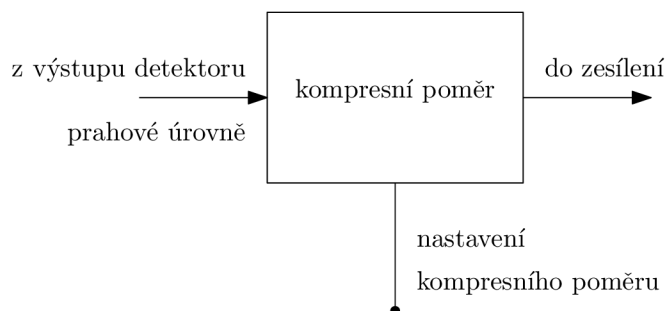 z výstupu detektoru
prahové úrovně
kompresní poměr
do zesílení
nastavení
kompresního poměru